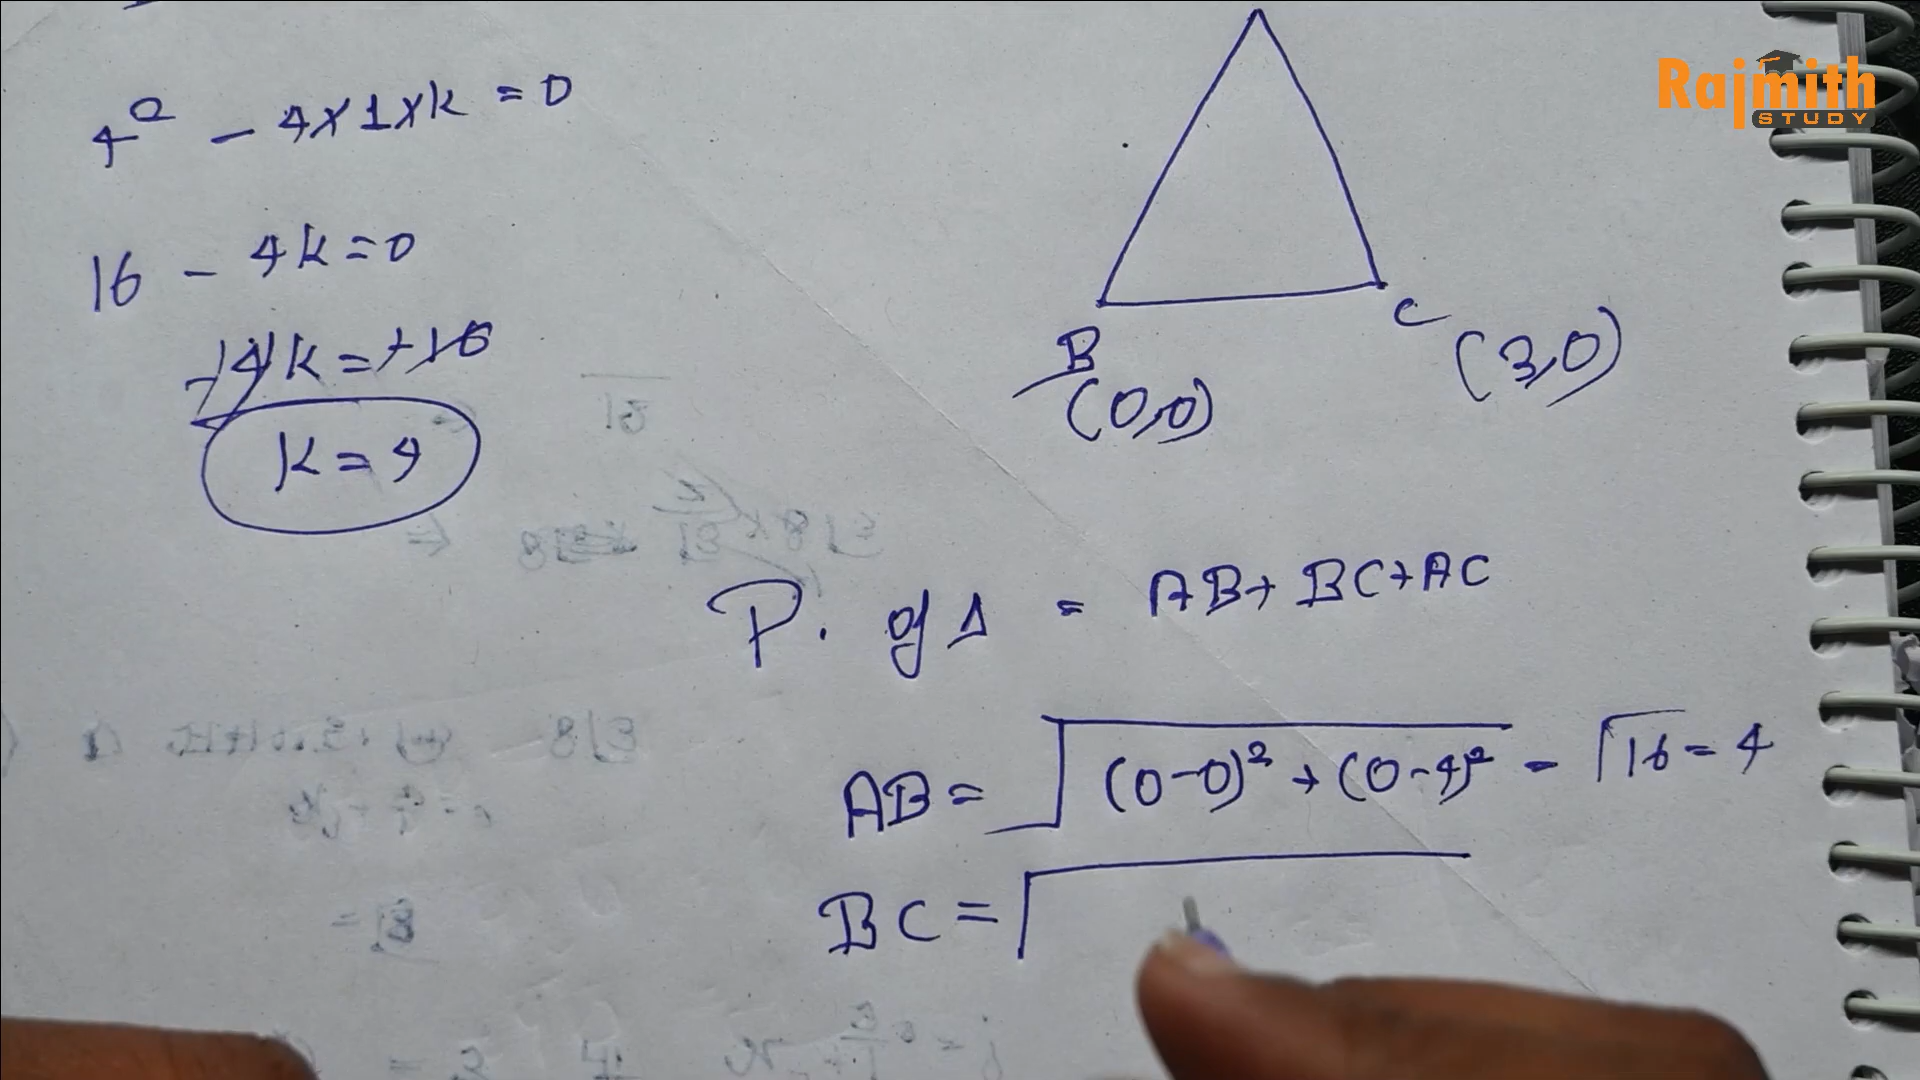 Rajmith
STUDY
4² - 4×1×k = 0
16 - 4k = 0
-4k = +16
k = 4
B
(0,0)
C
(3,0)
P. of Δ = AB + BC + AC
AB = √(0-0)² + (0-4)² = √16 = 4
BC = √